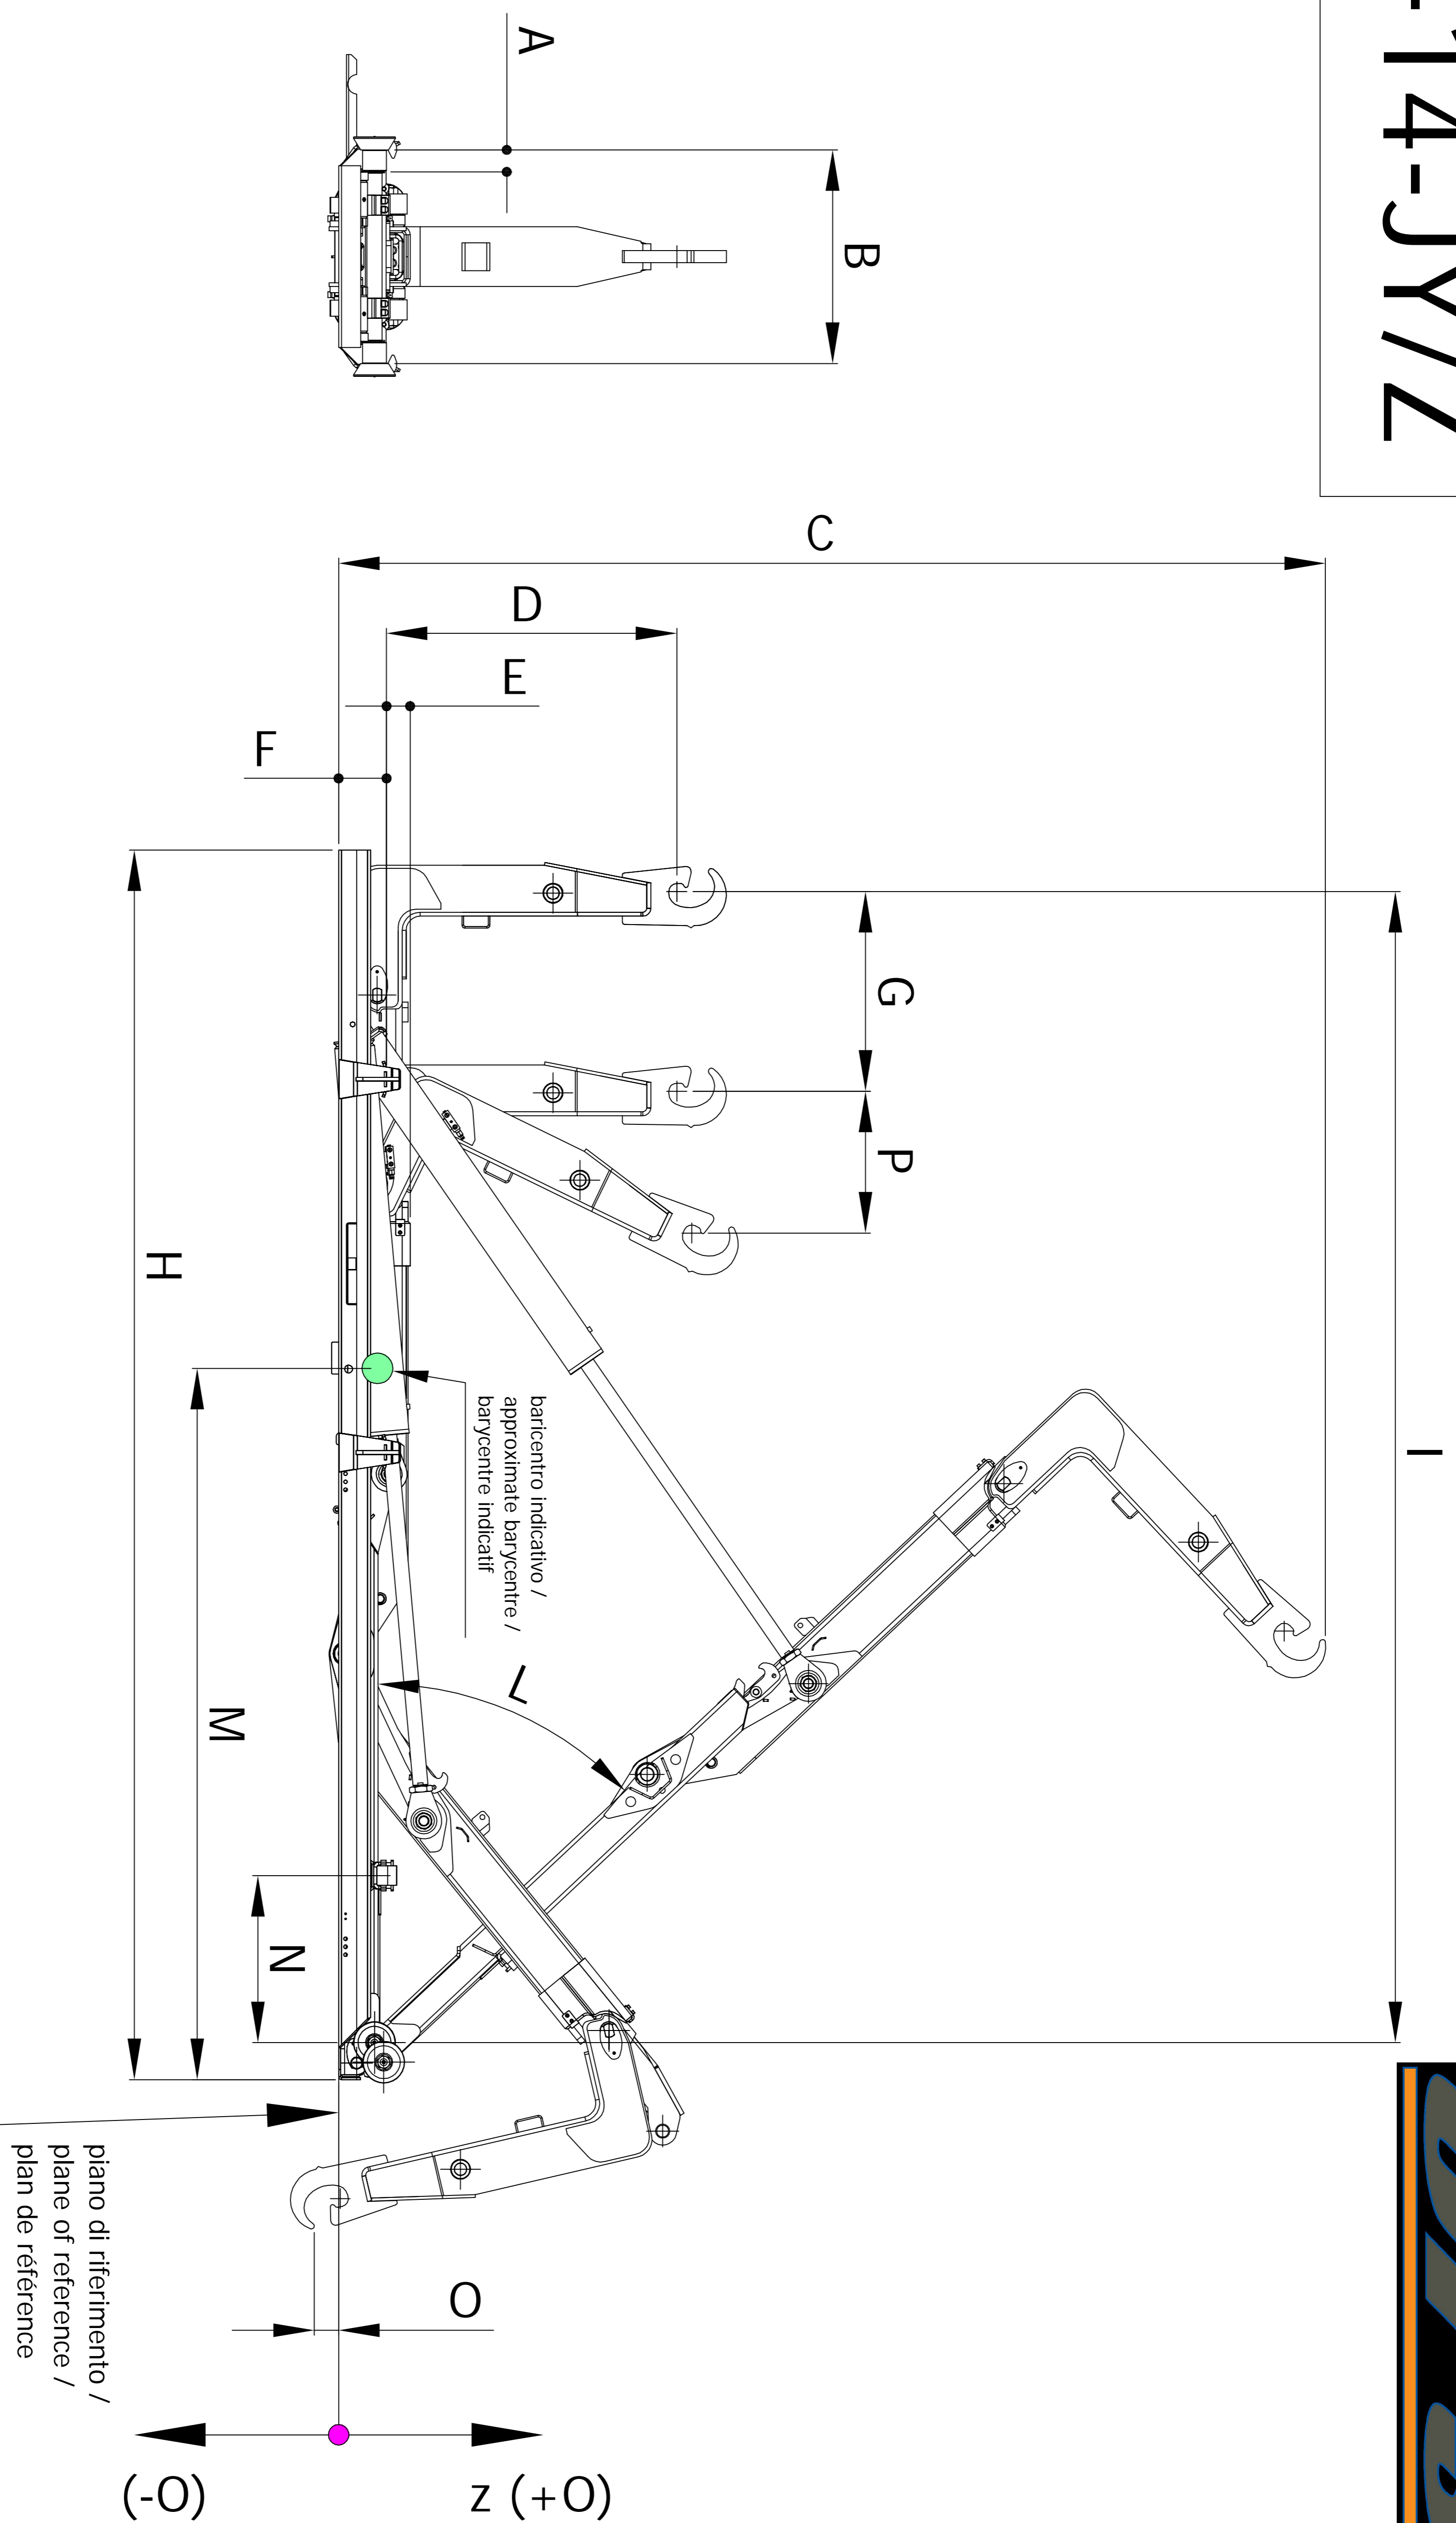 14-JY/Z
A
B
C
D
E
F
G
P
H
I
L
M
N
O
baricentro indicativo /
approximate barycentre /
barycentre indicatif
piano di riferimento /
plane of reference /
plan de référence
z (+O)
(-O)